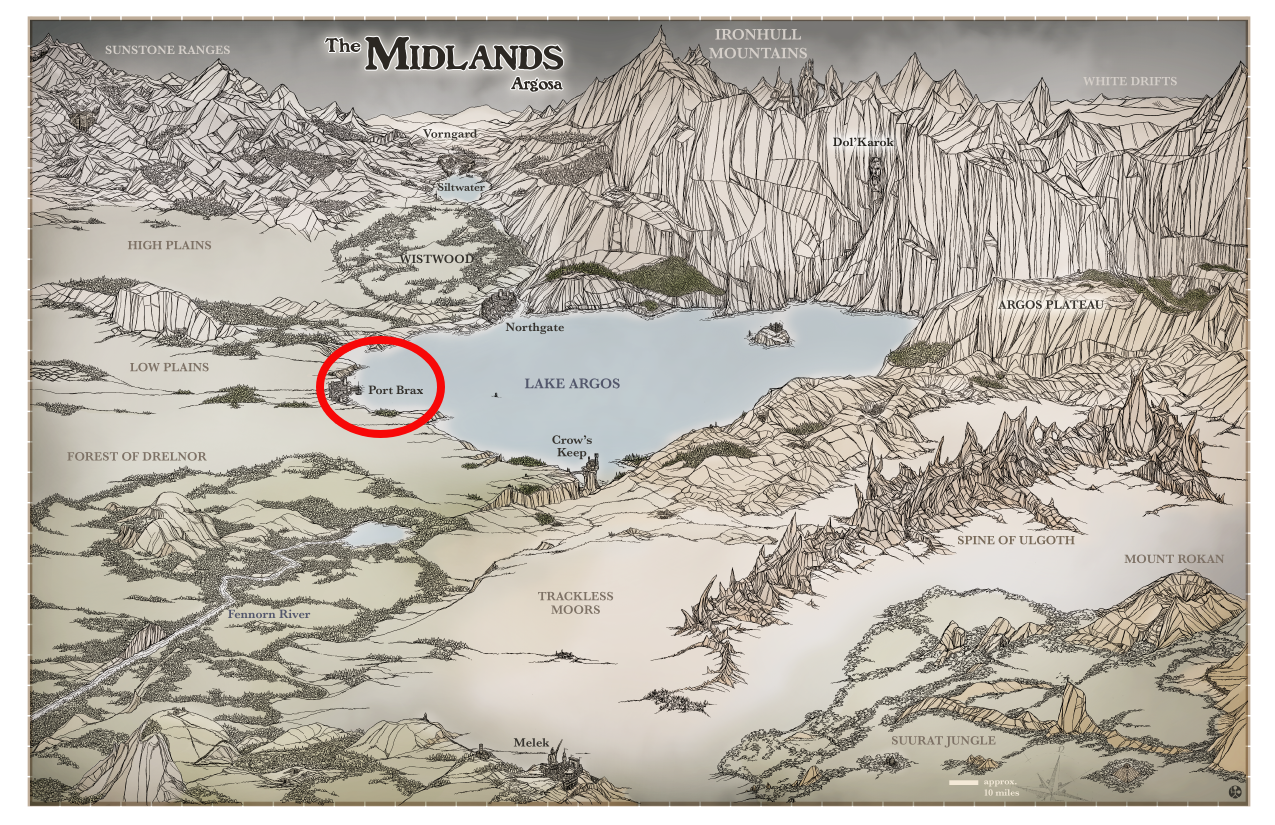 SUNSTONE RANGES
The MIDLANDS
Argosa
IRONHULL
MOUNTAINS
WHITE DRIFTS
Vorngard
Dol'Karok
Siltwater
HIGH PLAINS
WISTWOOD
ARGOS PLATEAU
Northgate
LOW PLAINS
Port Brax
LAKE ARGOS
Crow's
Keep
FOREST OF DRELNOR
SPINE OF ULGOTH
MOUNT ROKAN
TRACKLESS
MOORS
Fennorn River
Melek
SUURAT JUNGLE
approx.
10 miles